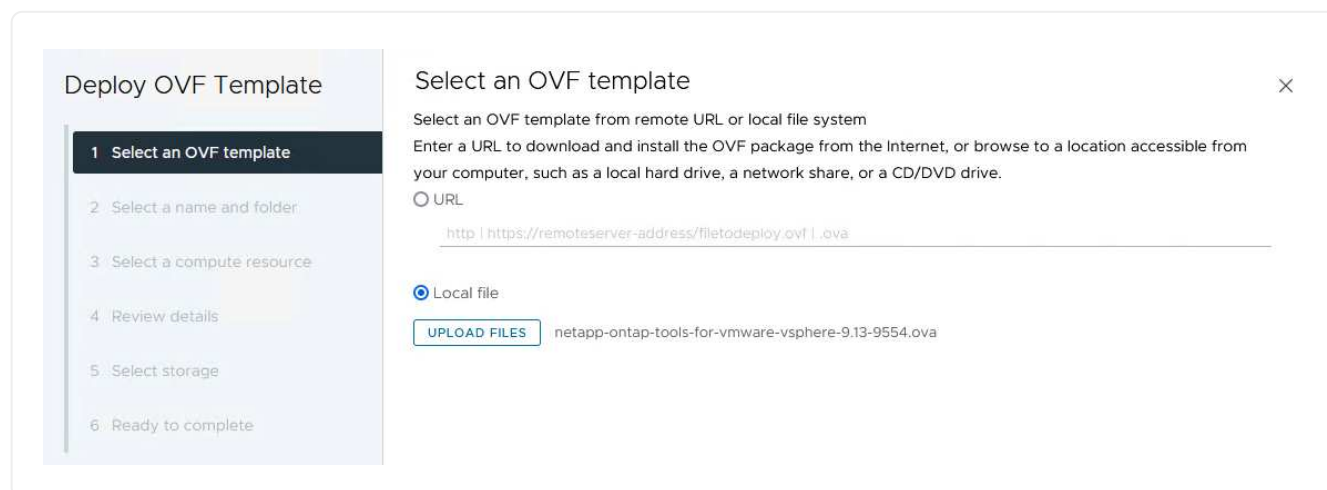 Deploy OVF Template
1 Select an OVF template
2 Select a name and folder
3 Select a compute resource
4 Review details
5 Select storage
6 Ready to complete
Select an OVF template
Select an OVF template from remote URL or local file system
Enter a URL to download and install the OVF package from the Internet, or browse to a location accessible from
your computer, such as a local hard drive, a network share, or a CD/DVD drive.
URL
http | https://remoteserver-address/filetodeploy.ovf | .ova
Local file
UPLOAD FILES netapp-ontap-tools-for-vmware-vsphere-9.13-9554.ova